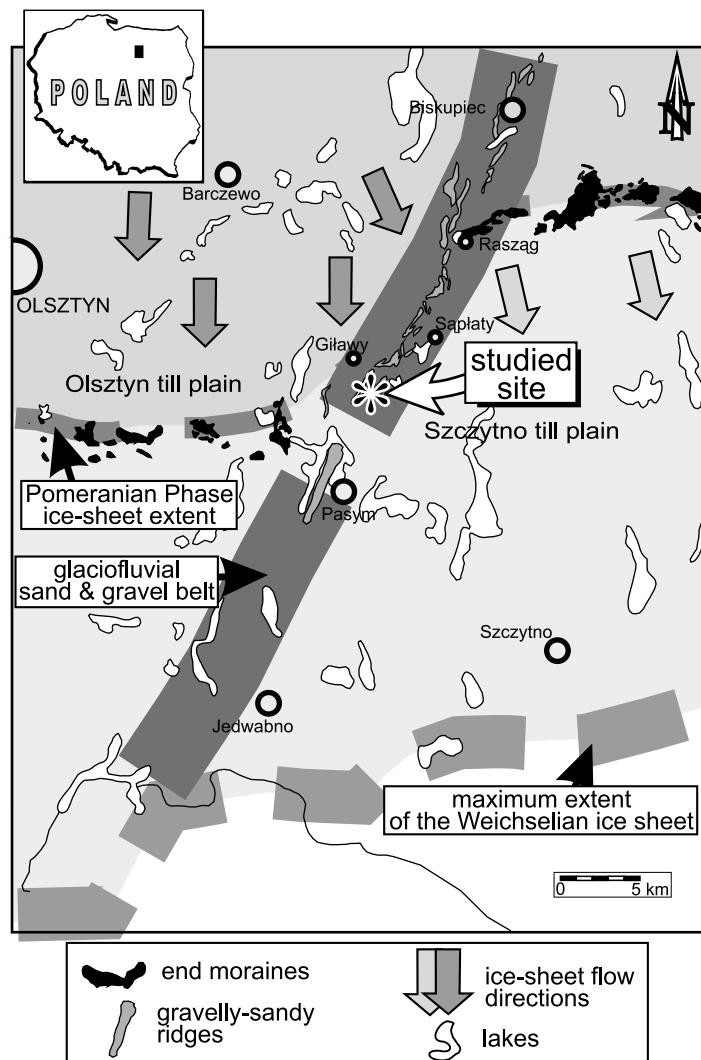 POLAND
N
Biskupiec
Barczewo
Rasząg
OLSZTYN
Sąpłaty
Giławy
studied
site
Olsztyn till plain
Szczytno till plain
Pomeranian Phase
ice-sheet extent
Pasym
glaciofluvial
sand & gravel belt
Szczytno
Jedwabno
maximum extent
of the Weichselian ice sheet
0 5 km
end moraines
gravelly-sandy
ridges
ice-sheet flow
directions
lakes